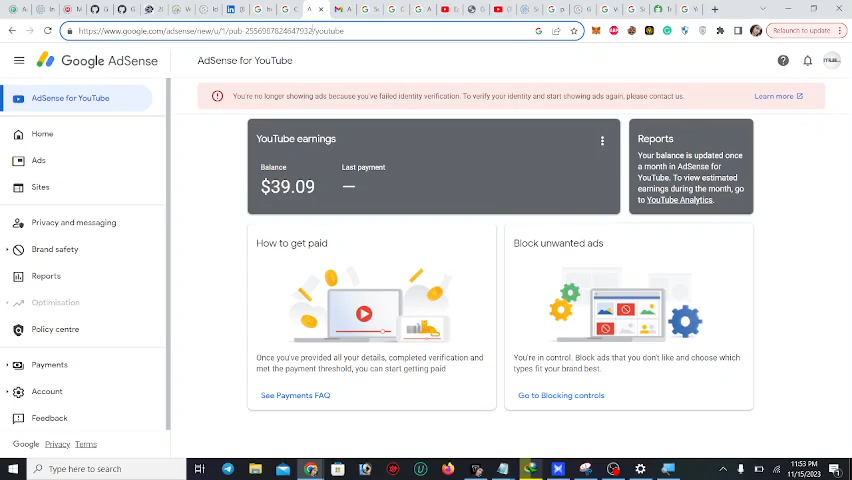 https://www.google.com/adsense/new/u/1/pub-2556987824647932/youtube
Relaunch to update
Google AdSense
AdSense for YouTube
AdSense for YouTube
You're no longer showing ads because you've failed identity verification. To verify your identity and start showing ads again, please contact us.
Learn more
Home
Ads
Sites
Privacy and messaging
Brand safety
Reports
Optimisation
Policy centre
Payments
Account
Feedback
Google Privacy Terms
YouTube earnings
Balance
Last payment
$39.09
—
Reports
Your balance is updated once
a month in AdSense for
YouTube. To view estimated
earnings during the month, go
to YouTube Analytics.
How to get paid
Once you've provided all your details, completed verification and
met the payment threshold, you can start getting paid
See Payments FAQ
Block unwanted ads
You're in control. Block ads that you don't like and choose which
types fit your brand best.
Go to Blocking controls
Type here to search
11:53 PM
11/15/2023